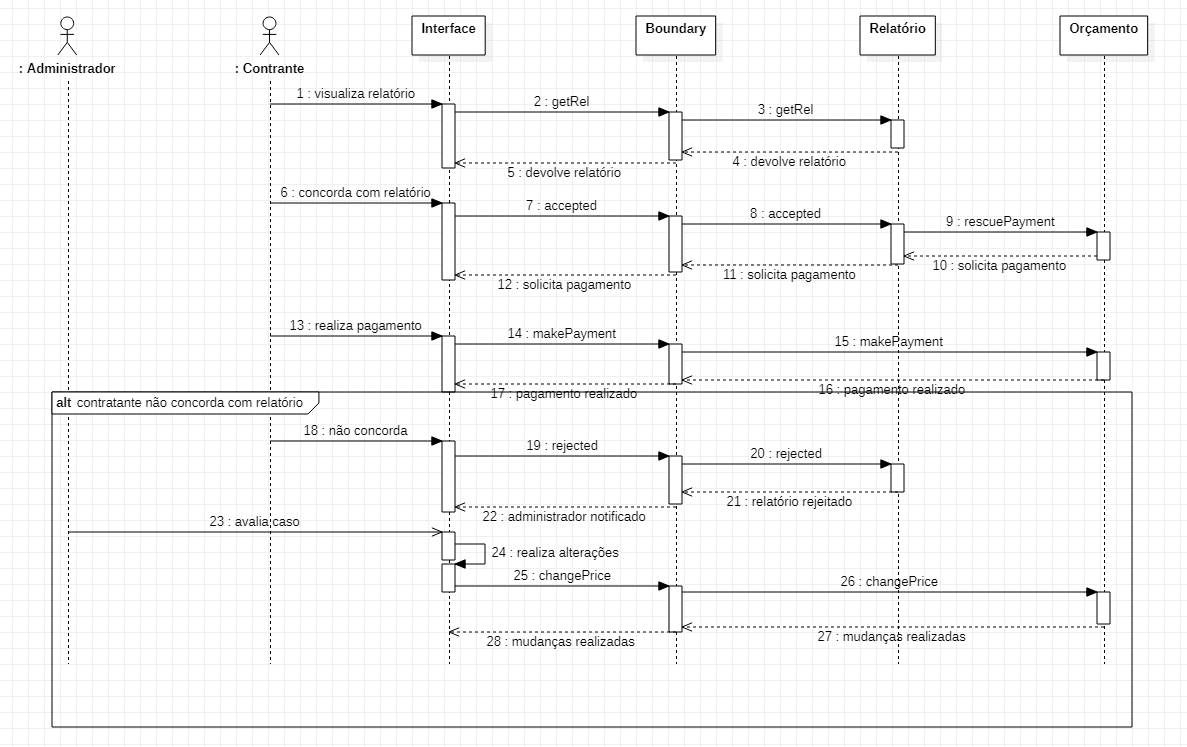 Interface
Boundary
Relatório
Orçamento
: Administrador
: Contrante
1 : visualiza relatório
2 : getRel
3 : getRel
4 : devolve relatório
5 : devolve relatório
6 : concorda com relatório
7 : accepted
8 : accepted
9 : rescuePayment
10 : solicita pagamento
11 : solicita pagamento
12 : solicita pagamento
13 : realiza pagamento
14 : makePayment
15 : makePayment
16 : pagamento realizado
17 : pagamento realizado
alt contratante não concorda com relatório
18 : não concorda
19 : rejected
20 : rejected
21 : relatório rejeitado
22 : administrador notificado
23 : avalia caso
24 : realiza alterações
25 : changePrice
26 : changePrice
27 : mudanças realizadas
28 : mudanças realizadas